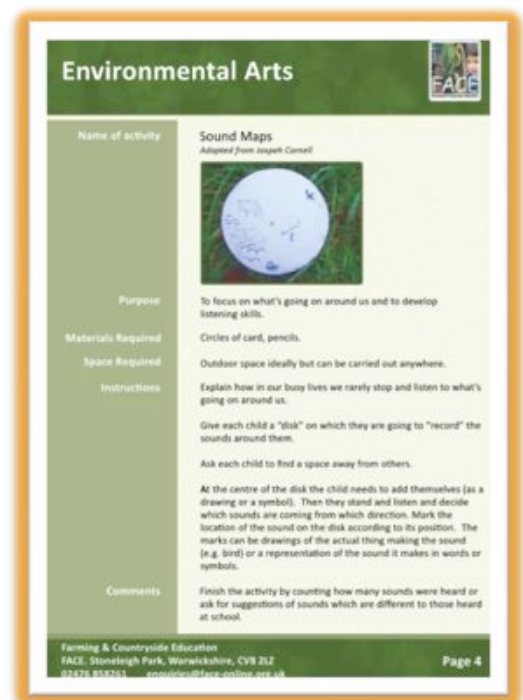 Environmental Arts
FACE
Name of activity
Sound Maps
Adapted from Jospeh Cornell
Purpose
To focus on what's going on around us and to develop
listening skills.
Materials Required
Circles of card, pencils.
Space Required
Outdoor space ideally but can be carried out anywhere.
Instructions
Explain how in our busy lives we rarely stop and listen to what's
going on around us.
Give each child a "disk" on which they are going to "record" the
sounds around them.
Ask each child to find a space away from others.
At the centre of the disk the child needs to add themselves (as a
drawing or a symbol). Then they stand and listen and decide
which sounds are coming from which direction. Mark the
location of the sound on the disk according to its position. The
marks can be drawings of the actual thing making the sound
(e.g. bird) or a representation of the sound it makes in words or
symbols.
Comments
Finish the activity by counting how many sounds were heard or
ask for suggestions of sounds which are different to those heard
at school.
Farming & Countryside Education
FACE. Stoneleigh Park, Warwickshire, CV8 2LZ
02476 858261 enquiries@face-online.org.uk
Page 4